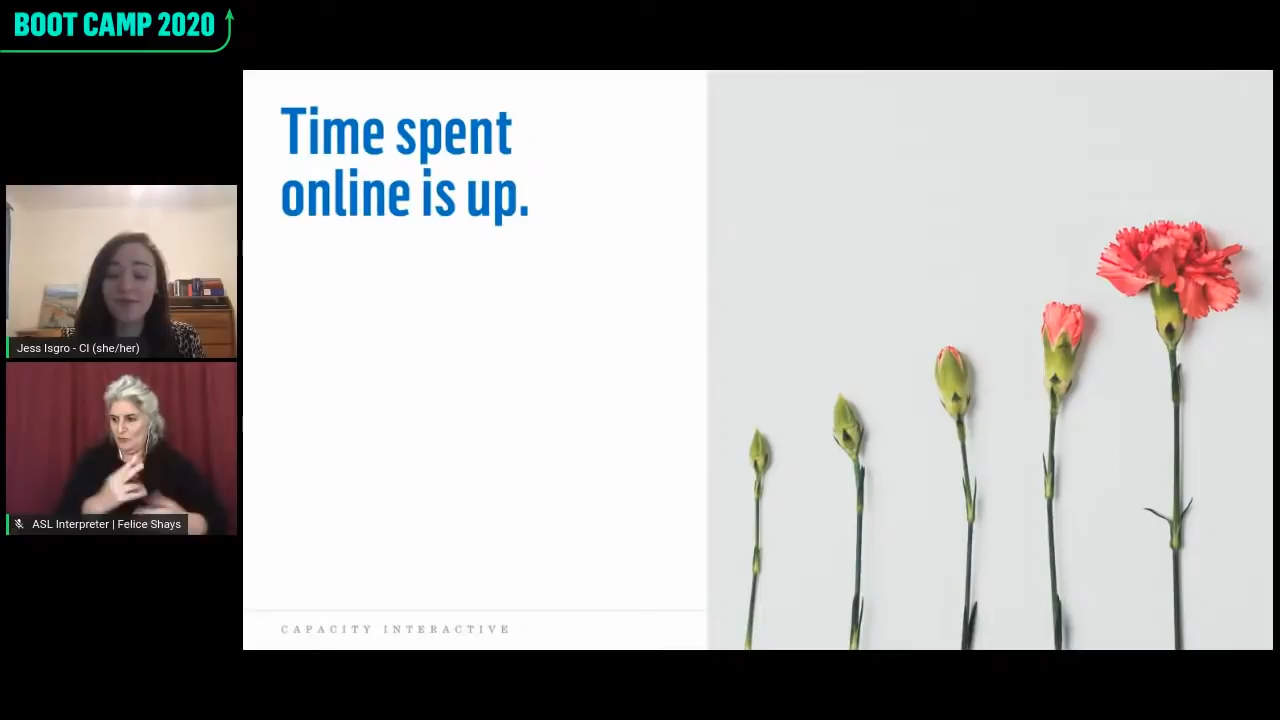 BOOT CAMP 2020
Time spent
online is up.
Jess Isgro - CI (she/her)
ASL Interpreter | Felice Shays
CAPACITY INTERACTIVE